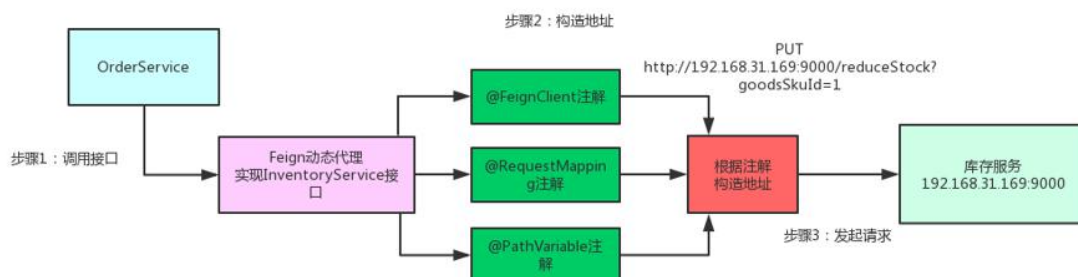 步骤2：构造地址
OrderService
PUT
http://192.168.31.169:9000/reduceStock?
goodsSkuId=1
@FeignClient注解
步骤1：调用接口
Feign动态代理
实现InventoryService接
口
@RequestMappin
g注解
根据注解
构造地址
库存服务
192.168.31.169:9000
步骤3：发起请求
@PathVariable注
解